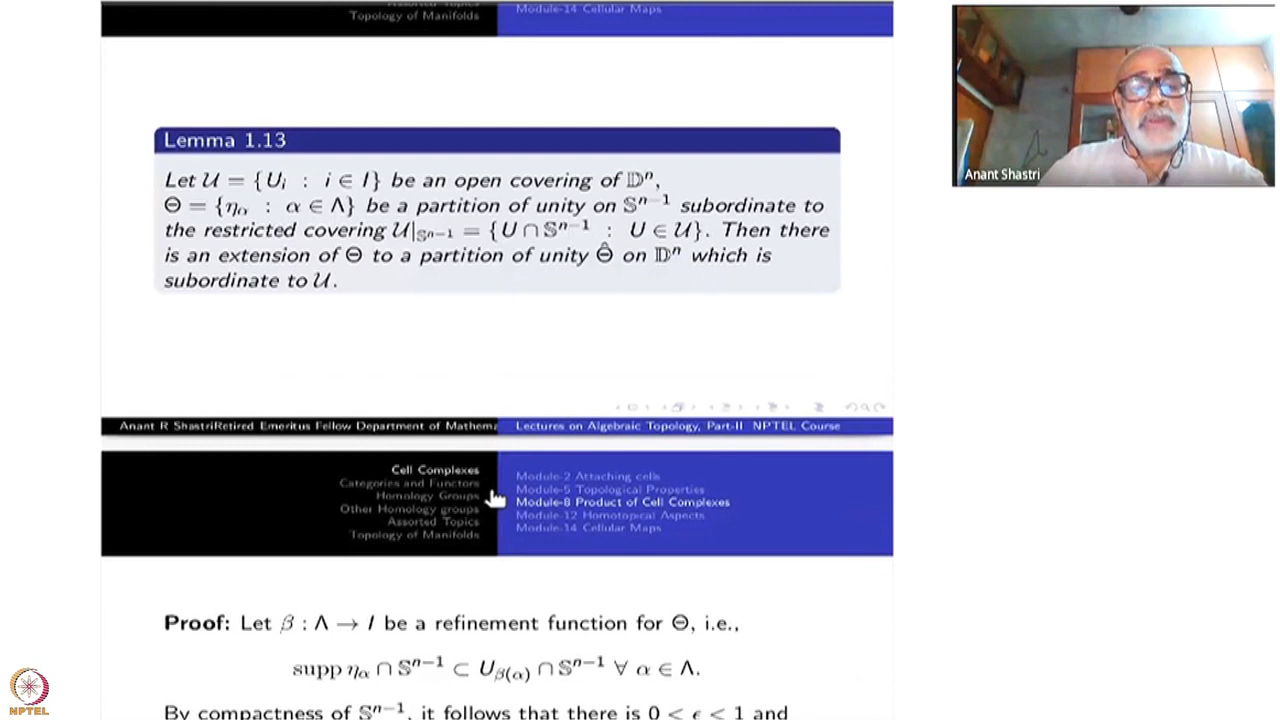 Assorted Topics
Topology of Manifolds
Module-14 Cellular Maps
Lemma 1.13
Let 𝒰 = {U_i : i ∈ I} be an open covering of 𝔻^n,
Θ = {η_α : α ∈ Λ} be a partition of unity on 𝕊^{n−1} subordinate to
the restricted covering 𝒰|_{𝕊^{n−1}} = {U ∩ 𝕊^{n−1} : U ∈ 𝒰}. Then there
is an extension of Θ to a partition of unity Θ̂ on 𝔻^n which is
subordinate to 𝒰.
Anant R ShastriRetired Emeritus Fellow Department of Mathema
Lectures on Algebraic Topology, Part-II NPTEL Course
Cell Complexes
Categories and Functors
Homology Groups
Other Homology groups
Assorted Topics
Topology of Manifolds
Module-2 Attaching cells
Module-5 Topological Properties
Module-8 Product of Cell Complexes
Module-12 Homotopical Aspects
Module-14 Cellular Maps
Proof: Let β : Λ → I be a refinement function for Θ, i.e.,
supp η_α ∩ 𝕊^{n−1} ⊂ U_{β(α)} ∩ 𝕊^{n−1} ∀ α ∈ Λ.
By compactness of 𝕊^{n−1}, it follows that there is 0 < ϵ < 1 and
Anant Shastri
NPTEL